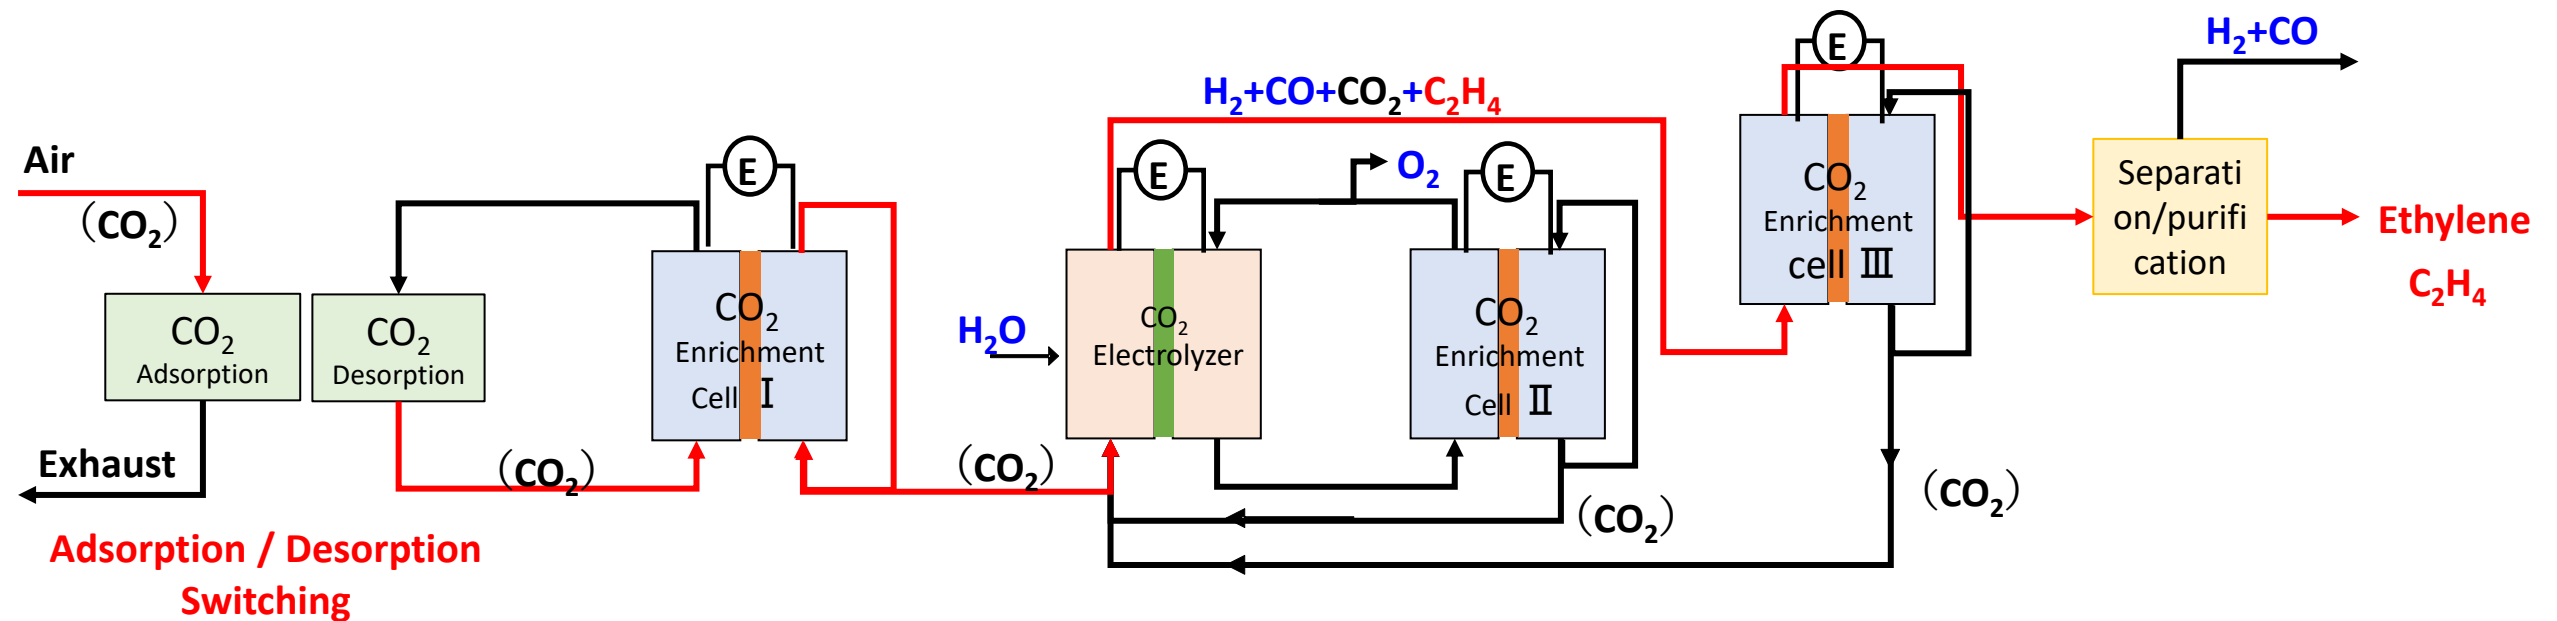 Air
(CO₂)
CO₂
Adsorption
Exhaust
CO₂
Desorption
Adsorption / Desorption
Switching
(CO₂)
E
CO₂
Enrichment
Cell Ⅰ
(CO₂)
H₂O
H₂+CO+CO₂+C₂H₄
E
CO₂
Electrolyzer
O₂
E
CO₂
Enrichment
Cell Ⅱ
(CO₂)
E
CO₂
Enrichment
cell Ⅲ
(CO₂)
H₂+CO
Separati
on/purifi
cation
Ethylene
C₂H₄